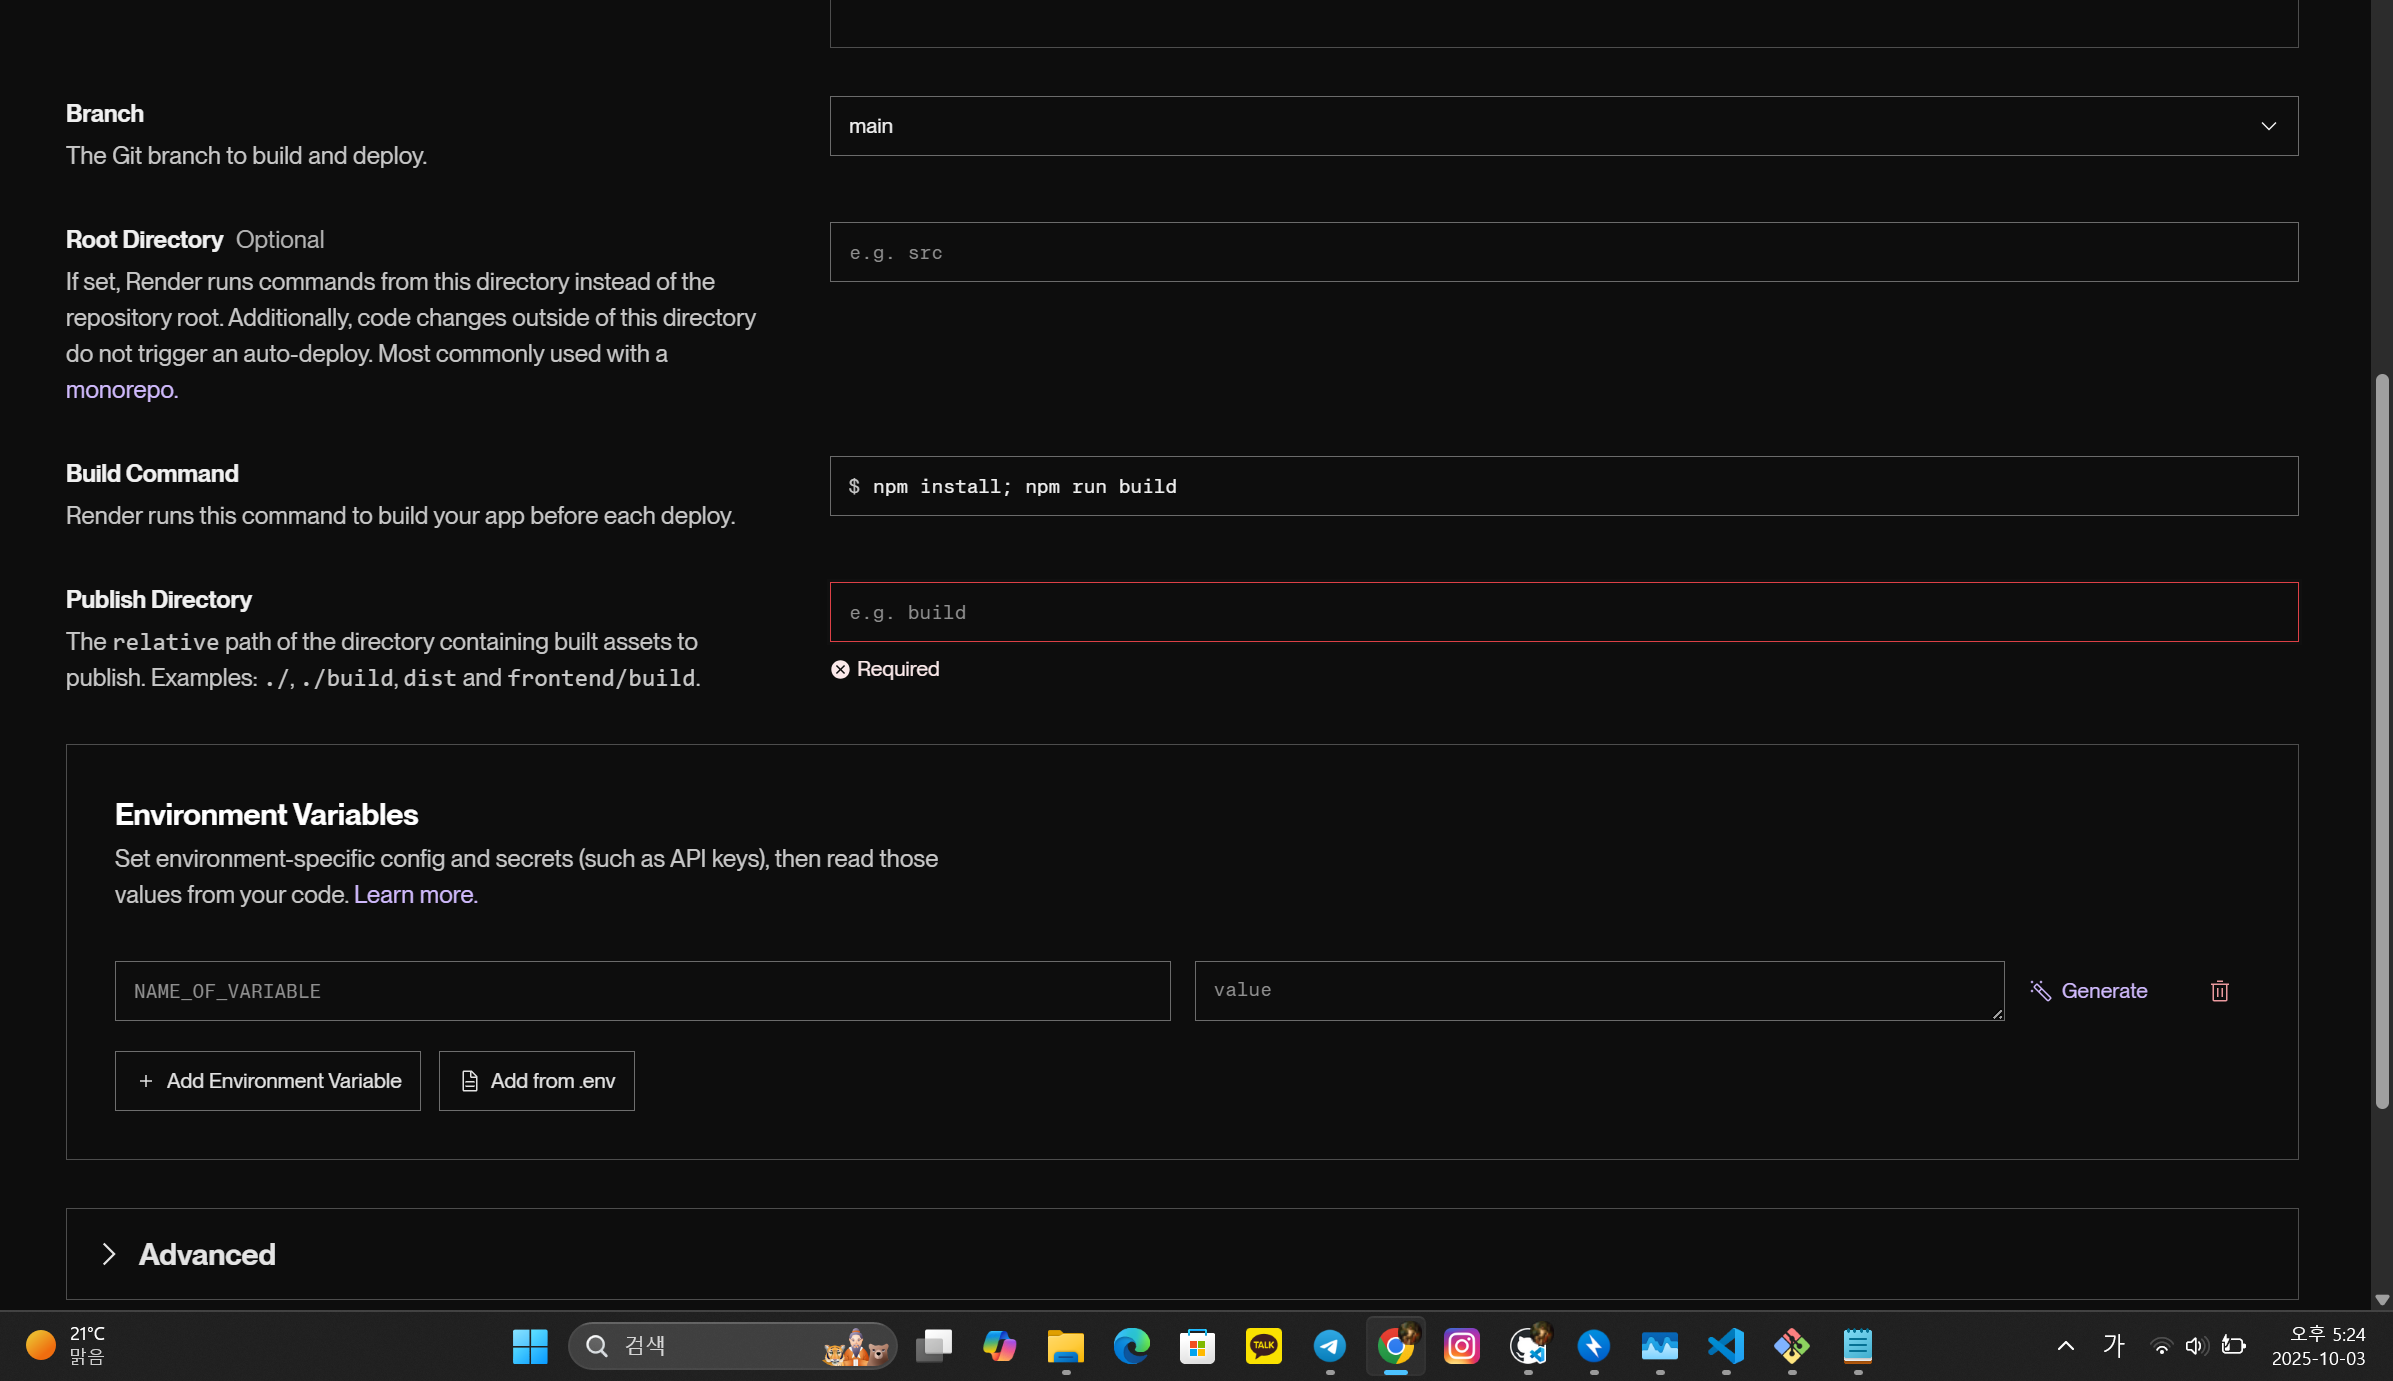 Branch
main
The Git branch to build and deploy.
Root Directory Optional
e.g. src
If set, Render runs commands from this directory instead of the
repository root. Additionally, code changes outside of this directory
do not trigger an auto-deploy. Most commonly used with a
monorepo.
Build Command
$ npm install; npm run build
Render runs this command to build your app before each deploy.
Publish Directory
e.g. build
The relative path of the directory containing built assets to
publish. Examples: ./, ./build, dist and frontend/build.
Required
Environment Variables
Set environment-specific config and secrets (such as API keys), then read those
values from your code. Learn more.
NAME_OF_VARIABLE
value
Generate
+ Add Environment Variable
Add from .env
Advanced
21°C
맑음
검색
TALK
가
오후 5:24
2025-10-03